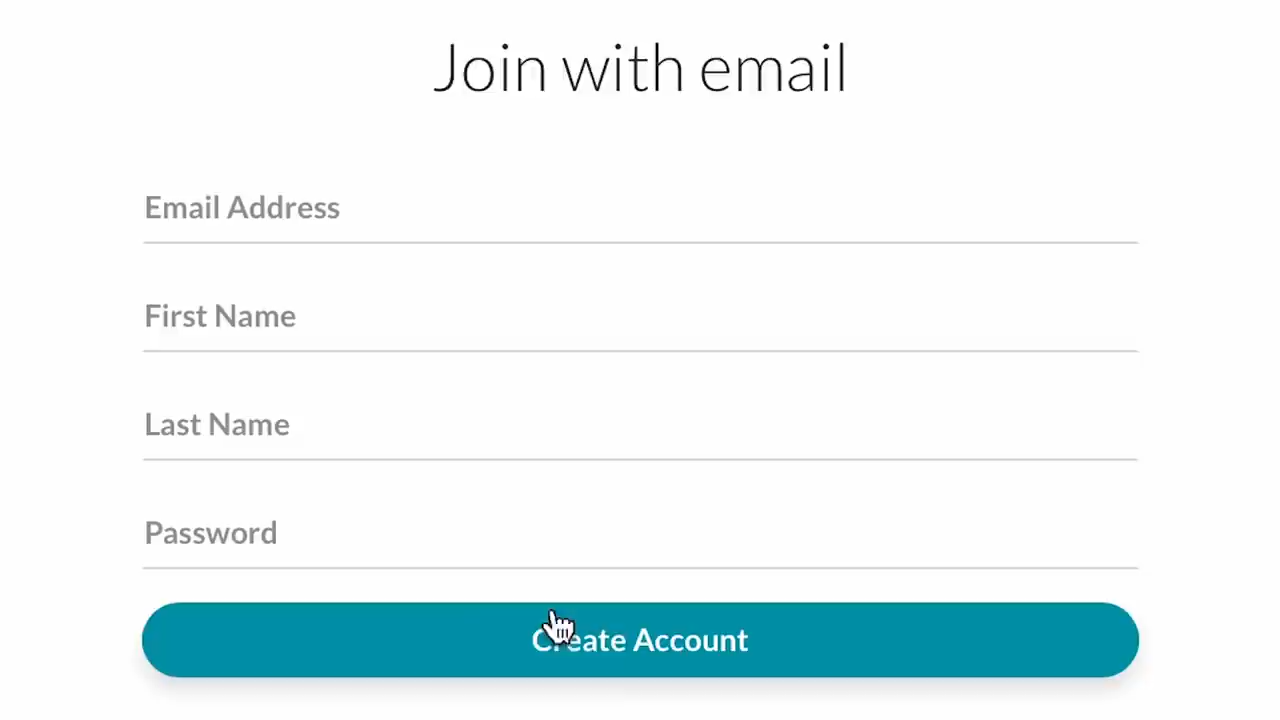 Join with email
Email Address
First Name
Last Name
Password
Create Account